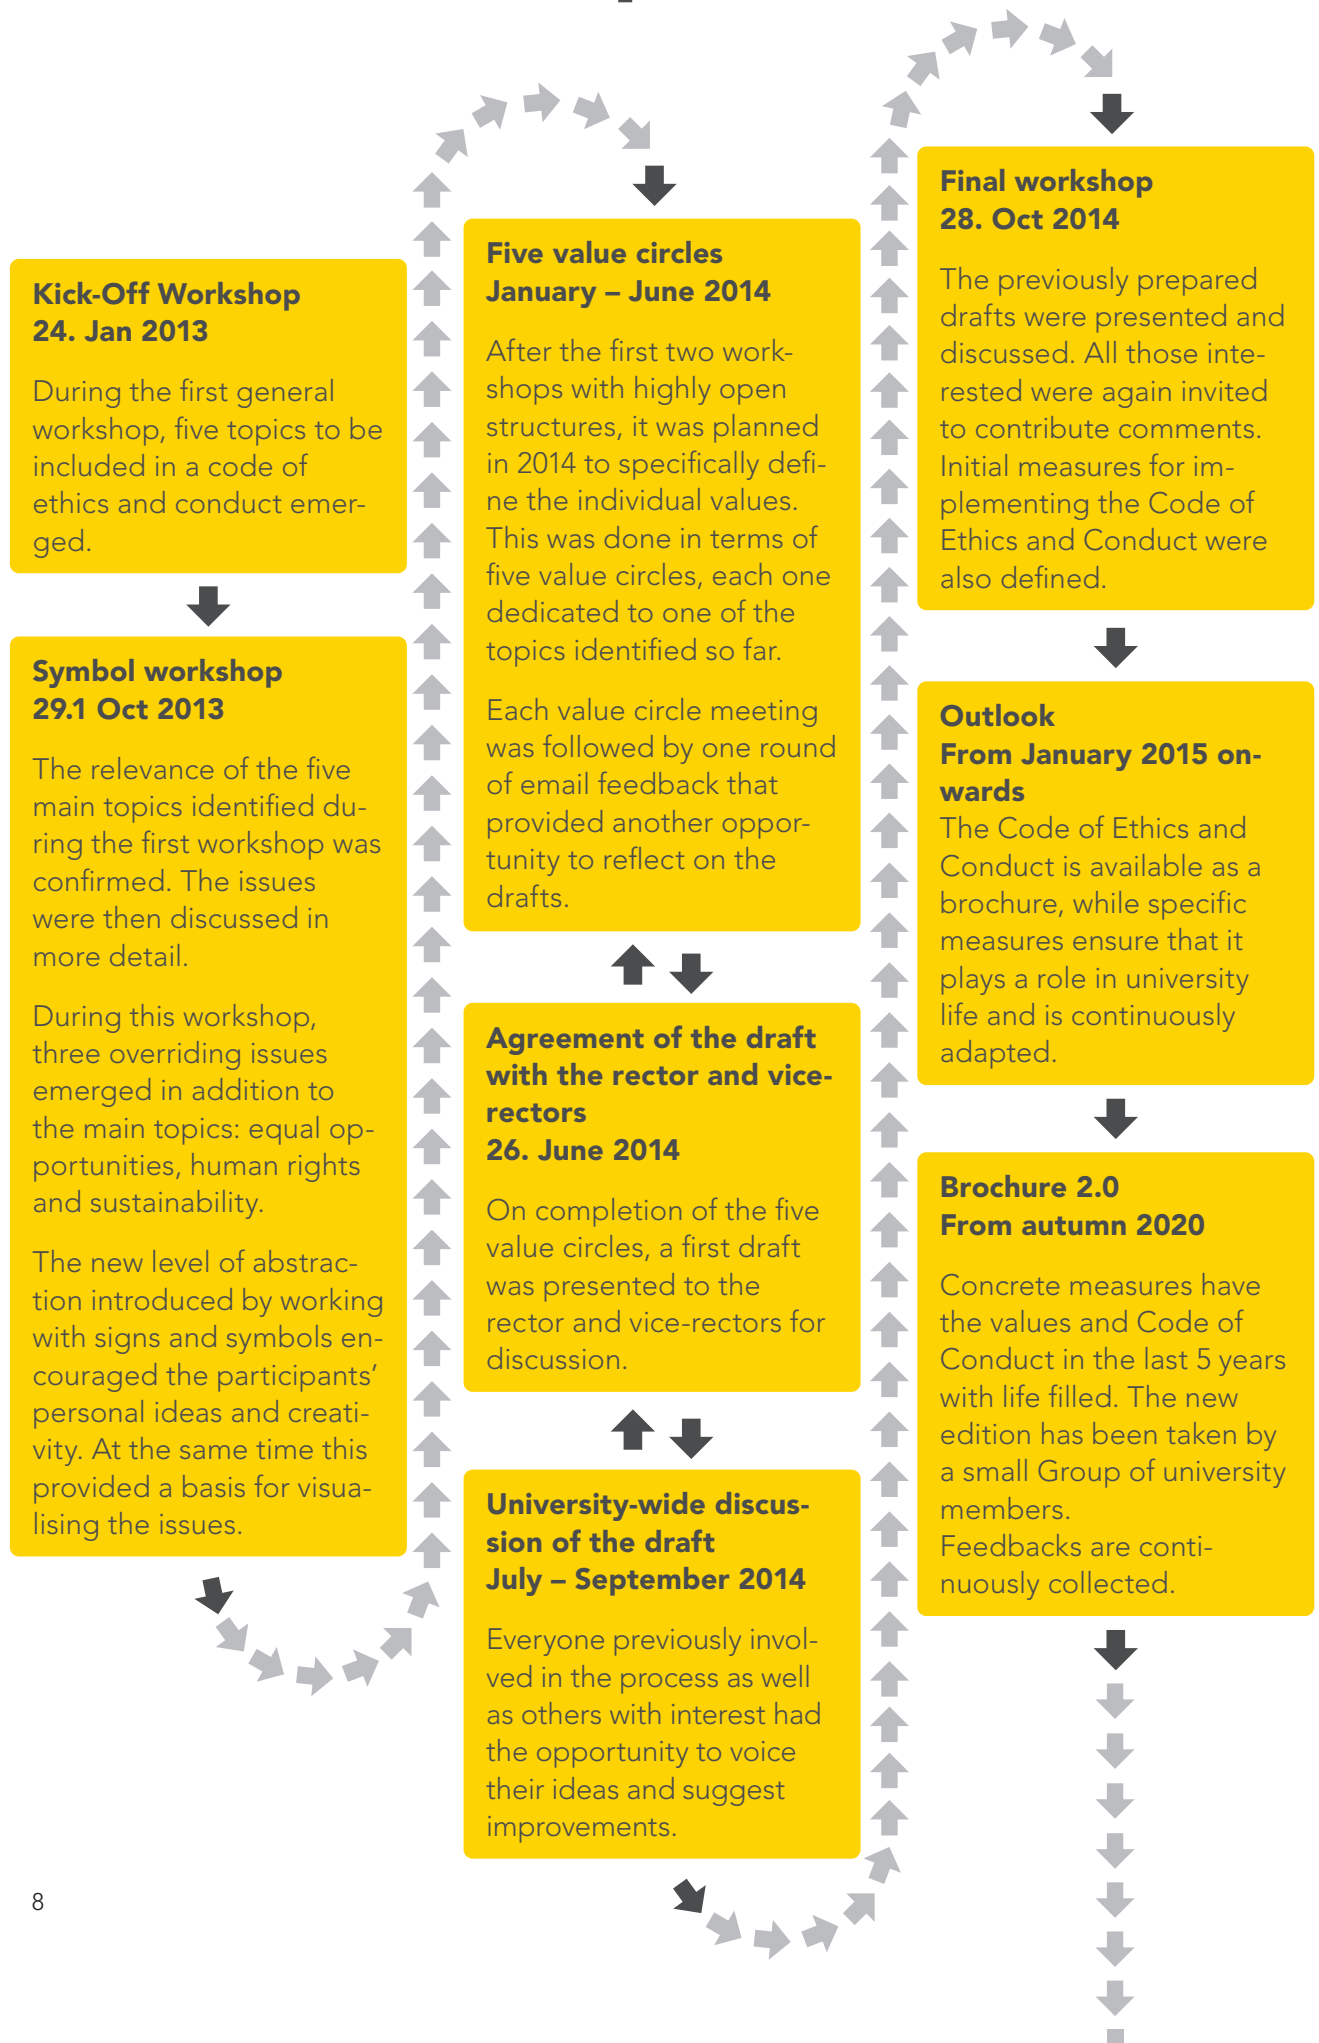 Kick-Off Workshop
24. Jan 2013
During the first general
workshop, five topics to be
included in a code of
ethics and conduct emer-
ged.
Symbol workshop
29.1 Oct 2013
The relevance of the five
main topics identified du-
ring the first workshop was
confirmed. The issues
were then discussed in
more detail.
During this workshop,
three overriding issues
emerged in addition to
the main topics: equal op-
portunities, human rights
and sustainability.
The new level of abstrac-
tion introduced by working
with signs and symbols en-
couraged the participants’
personal ideas and creati-
vity. At the same time this
provided a basis for visua-
lising the issues.
Five value circles
January – June 2014
After the first two work-
shops with highly open
structures, it was planned
in 2014 to specifically defi-
ne the individual values.
This was done in terms of
five value circles, each one
dedicated to one of the
topics identified so far.
Each value circle meeting
was followed by one round
of email feedback that
provided another oppor-
tunity to reflect on the
drafts.
Agreement of the draft
with the rector and vice-
rectors
26. June 2014
On completion of the five
value circles, a first draft
was presented to the
rector and vice-rectors for
discussion.
University-wide discus-
sion of the draft
July – September 2014
Everyone previously invol-
ved in the process as well
as others with interest had
the opportunity to voice
their ideas and suggest
improvements.
Final workshop
28. Oct 2014
The previously prepared
drafts were presented and
discussed. All those inte-
rested were again invited
to contribute comments.
Initial measures for im-
plementing the Code of
Ethics and Conduct were
also defined.
Outlook
From January 2015 on-
wards
The Code of Ethics and
Conduct is available as a
brochure, while specific
measures ensure that it
plays a role in university
life and is continuously
adapted.
Brochure 2.0
From autumn 2020
Concrete measures have
the values and Code of
Conduct in the last 5 years
with life filled. The new
edition has been taken by
a small Group of university
members.
Feedbacks are conti-
nuously collected.
8